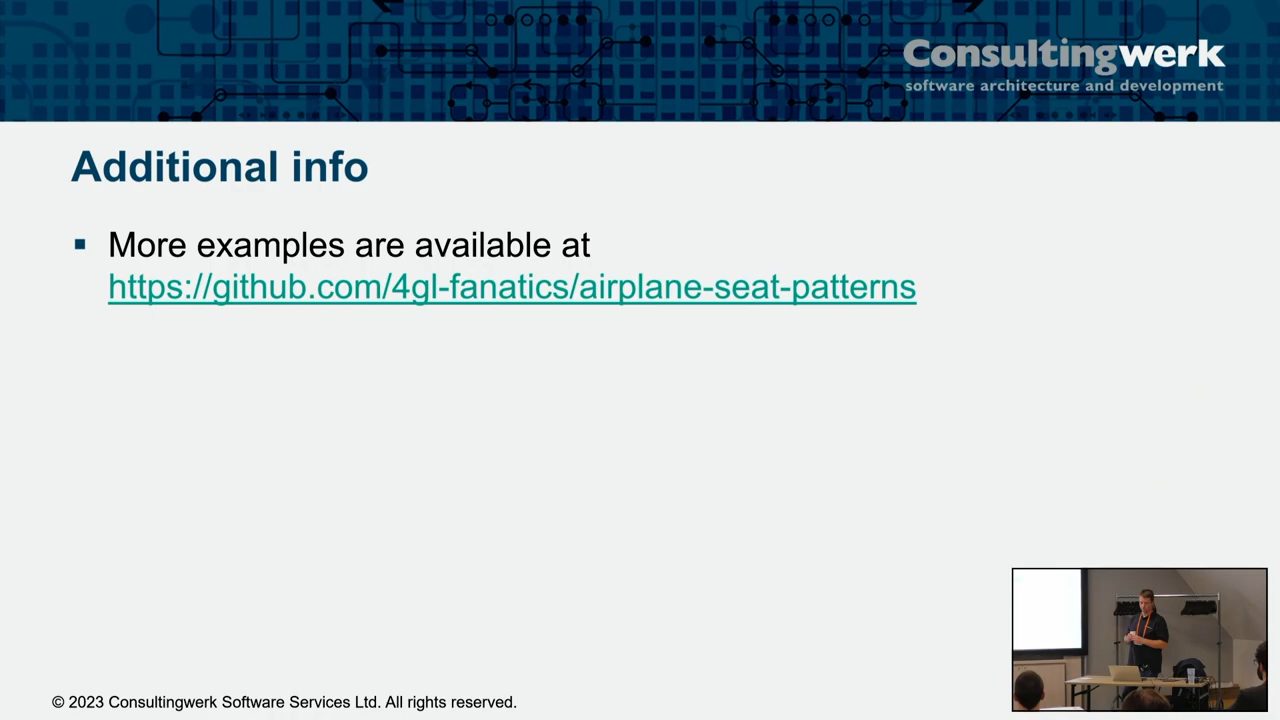 Consultingwerk
software architecture and development
Additional info
▪ More examples are available at
https://github.com/4gl-fanatics/airplane-seat-patterns
© 2023 Consultingwerk Software Services Ltd. All rights reserved.